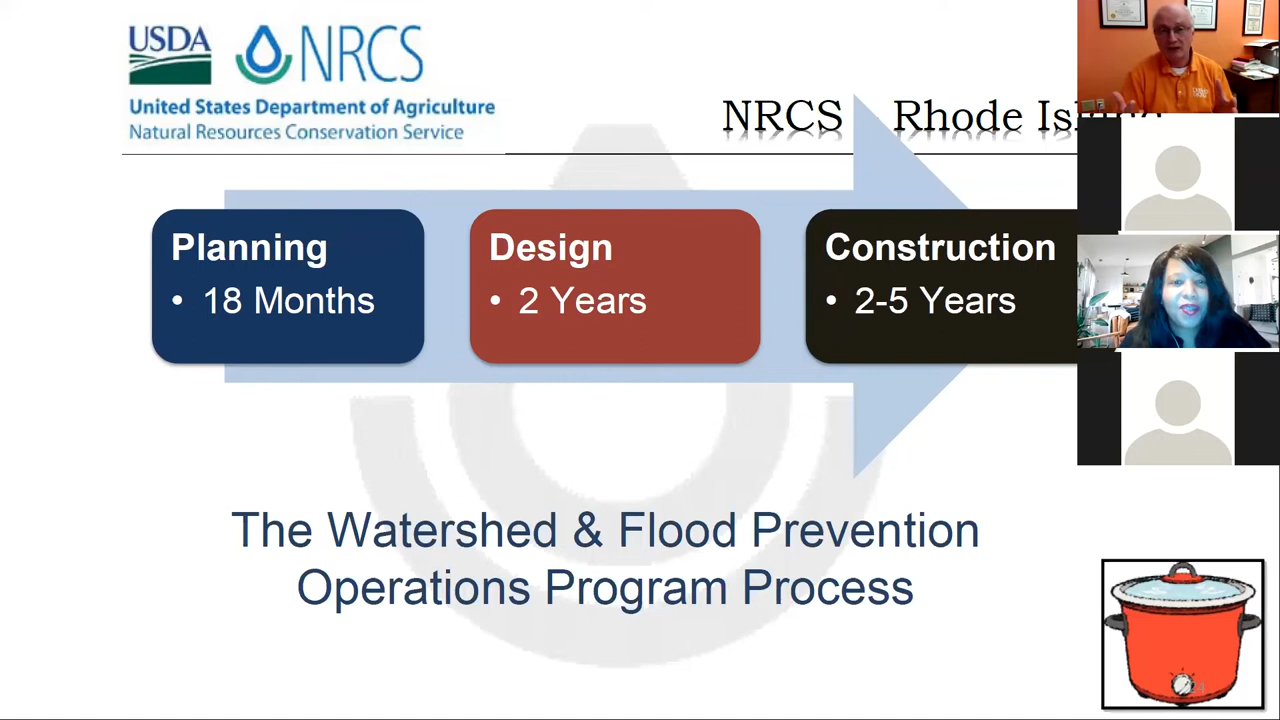 USDA NRCS
United States Department of Agriculture
Natural Resources Conservation Service
NRCS Rhode Island
Planning
• 18 Months
Design
• 2 Years
Construction
• 2-5 Years
The Watershed & Flood Prevention
Operations Program Process